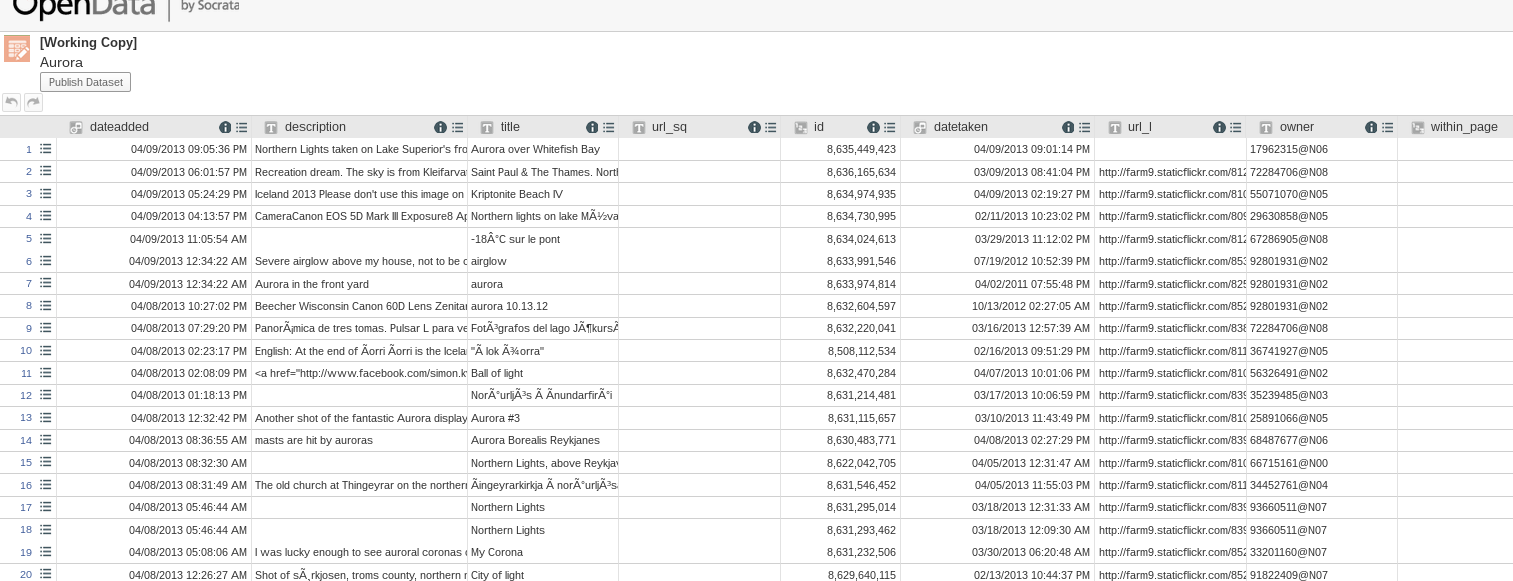 OpenData by Socrata
[Working Copy]
Aurora
Publish Dataset
dateadded description title url_sq id datetaken url_l owner within_page
1 04/09/2013 09:05:36 PM Northern Lights taken on Lake Superior's fro Aurora over Whitefish Bay 8,635,449,423 04/09/2013 09:01:14 PM 17962315@N06
2 04/09/2013 06:01:57 PM Recreation dream. The sky is from Kleifarva Saint Paul & The Thames. North 8,636,165,634 03/09/2013 08:41:04 PM http://farm9.staticflickr.com/812 72284706@N08
3 04/09/2013 05:24:29 PM Iceland 2013 Please don't use this image on Kriptonite Beach IV 8,634,974,935 04/09/2013 02:19:27 PM http://farm9.staticflickr.com/810 55071070@N05
4 04/09/2013 04:13:57 PM CameraCanon EOS 5D Mark III Exposure8 Ap Northern lights on lake MÃ½va 8,634,730,995 02/11/2013 10:23:02 PM http://farm9.staticflickr.com/809 29630858@N05
5 04/09/2013 11:05:54 AM -18Â°C sur le pont 8,634,024,613 03/29/2013 11:12:02 PM http://farm9.staticflickr.com/812 67286905@N08
6 04/09/2013 12:34:22 AM Severe airglow above my house, not to be c airglow 8,633,991,546 07/19/2012 10:52:39 PM http://farm9.staticflickr.com/853 92801931@N02
7 04/09/2013 12:34:22 AM Aurora in the front yard aurora 8,633,974,814 04/02/2011 07:55:48 PM http://farm9.staticflickr.com/825 92801931@N02
8 04/08/2013 10:27:02 PM Beecher Wisconsin Canon 60D Lens Zenitar aurora 10.13.12 8,632,604,597 10/13/2012 02:27:05 AM http://farm9.staticflickr.com/852 92801931@N02
9 04/08/2013 07:29:20 PM PanorÃ¡mica de tres tomas. Pulsar L para ve FotÃ³grafos del lago JÃ¶kursÃ 8,632,220,041 03/16/2013 12:57:39 AM http://farm9.staticflickr.com/838 72284706@N08
10 04/08/2013 02:23:17 PM English: At the end of Ãorri Ãorri is the Icela "Ã lok Ã¾orra" 8,508,112,534 02/16/2013 09:51:29 PM http://farm9.staticflickr.com/811 36741927@N05
11 04/08/2013 02:08:09 PM <a href="http://www.facebook.com/simon.k Ball of light 8,632,470,284 04/07/2013 10:01:06 PM http://farm9.staticflickr.com/810 56326491@N02
12 04/08/2013 01:18:13 PM NorÃ°urljÃ³s Ã Ãnundarfirði 8,631,214,481 03/17/2013 10:06:59 PM http://farm9.staticflickr.com/839 35239485@N03
13 04/08/2013 12:32:42 PM Another shot of the fantastic Aurora display Aurora #3 8,631,115,657 03/10/2013 11:43:49 PM http://farm9.staticflickr.com/810 25891066@N05
14 04/08/2013 08:36:55 AM masts are hit by auroras Aurora Borealis Reykjanes 8,630,483,771 04/08/2013 02:27:29 PM http://farm9.staticflickr.com/839 68487677@N06
15 04/08/2013 08:32:30 AM Northern Lights, above Reykjav 8,622,042,705 04/05/2013 12:31:47 AM http://farm9.staticflickr.com/810 66715161@N00
16 04/08/2013 08:31:49 AM The old church at Thingeyrar on the northern Ãingeyrarkirkja Ã norÃ°urljÃ³sa 8,631,546,452 04/05/2013 11:55:03 PM http://farm9.staticflickr.com/811 34452761@N04
17 04/08/2013 05:46:44 AM Northern Lights 8,631,295,014 03/18/2013 12:31:33 AM http://farm9.staticflickr.com/839 93660511@N07
18 04/08/2013 05:46:44 AM Northern Lights 8,631,293,462 03/18/2013 12:09:30 AM http://farm9.staticflickr.com/839 93660511@N07
19 04/08/2013 05:08:06 AM I was lucky enough to see auroral coronas My Corona 8,631,232,506 03/30/2013 06:20:48 AM http://farm9.staticflickr.com/852 33201160@N07
20 04/08/2013 12:26:27 AM Shot of sÃ¸rkjosen, troms county, northern City of light 8,629,640,115 02/13/2013 10:44:37 PM http://farm9.staticflickr.com/852 91822409@N07